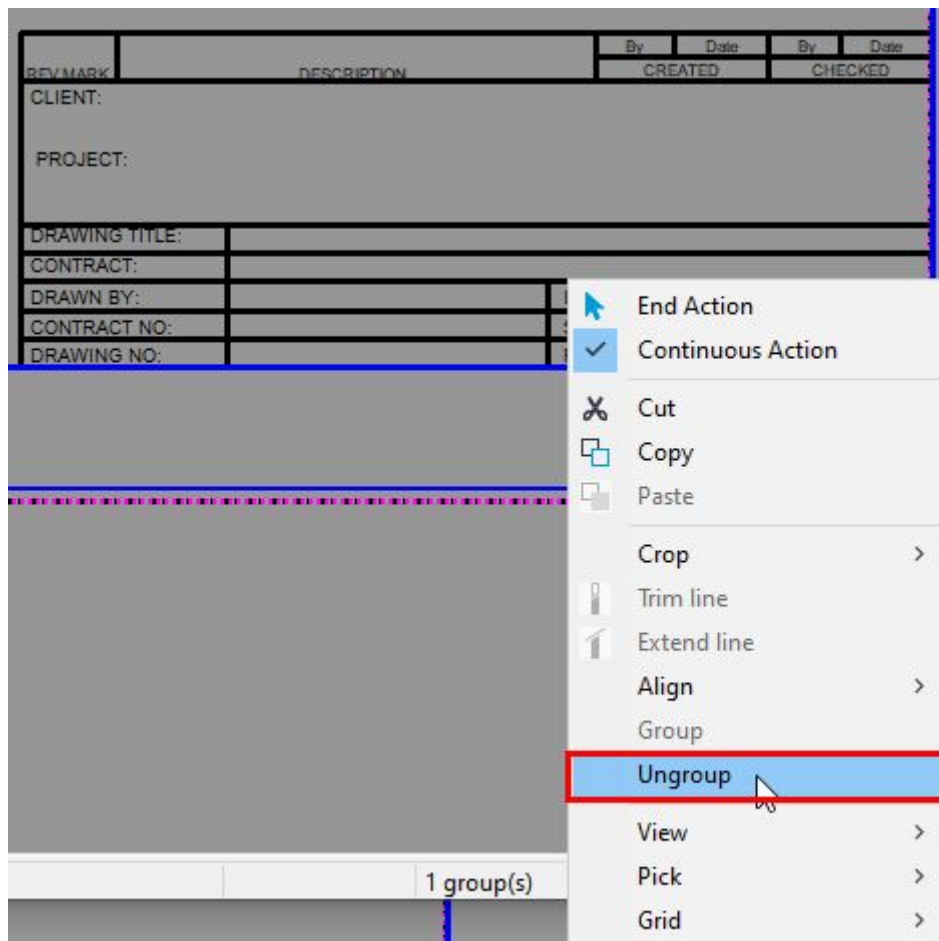 By Date By Date
REV.MARK DESCRIPTION CREATED CHECKED
CLIENT:
PROJECT:
DRAWING TITLE:
CONTRACT:
DRAWN BY:
CONTRACT NO:
DRAWING NO:
End Action
Continuous Action
Cut
Copy
Paste
Crop
Trim line
Extend line
Align
Group
Ungroup
View
Pick
Grid
1 group(s)